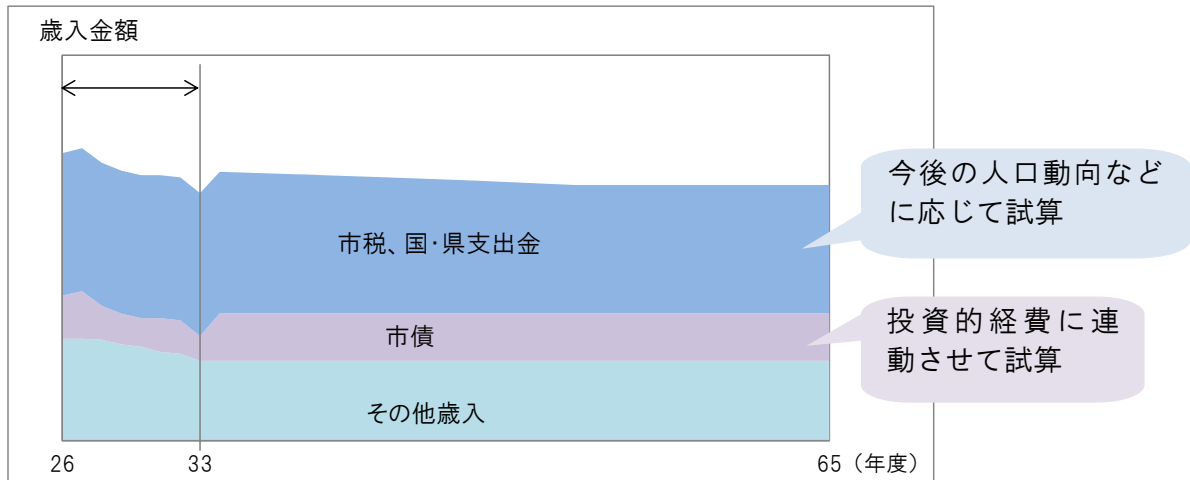 歳入金額
今後の人口動向など
に応じて試算
市税、国・県支出金
投資的経費に連
動させて試算
市債
その他歳入
26
33
65（年度）